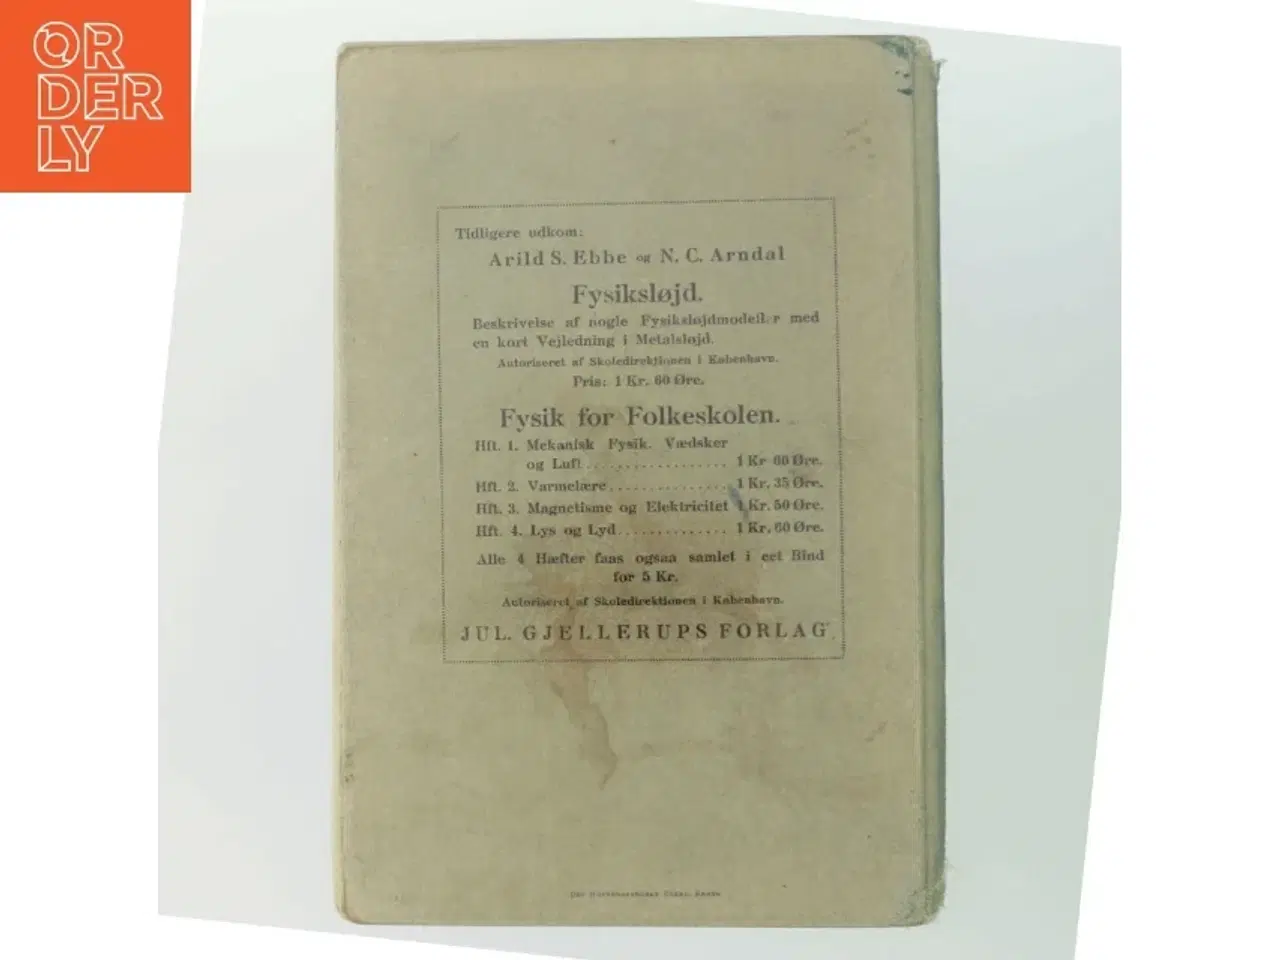 ORDERLY
Tidligere udkom:
Arild S. Ebbe og N. C. Arndal
Fysiksløjd.
Beskrivelse af nogle Fysiksløjdmodeller med
en kort Vejledning i Metalsløjd.
Autoriseret af Skoledirektionen i København.
Pris: 1 Kr. 60 Øre.
Fysik for Folkeskolen.
Hft. 1. Mekanisk Fysik. Vædsker
og Luft.................. 1 Kr 60 Øre.
Hft. 2. Varmelære............... 1 Kr. 35 Øre.
Hft. 3. Magnetisme og Elektricitet 1 Kr. 50 Øre.
Hft. 4. Lys og Lyd.............. 1 Kr. 60 Øre.
Alle 4 Hæfter faas ogsaa samlet i eet Bind
for 5 Kr.
Autoriseret af Skoledirektionen i København.
JUL. GJELLERUPS FORLAG.